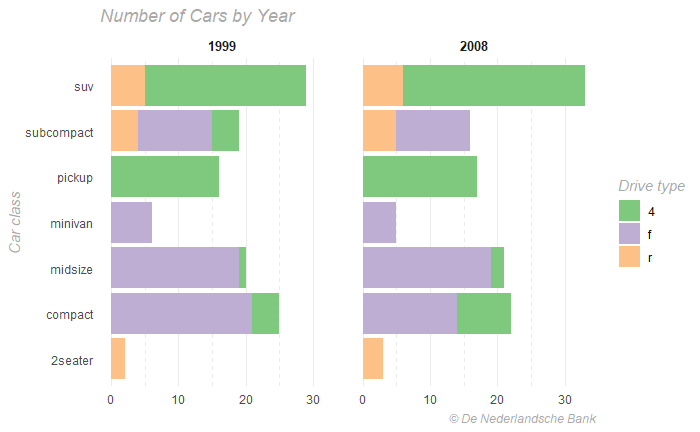 Number of Cars by Year
1999
2008
suv
subcompact
pickup
minivan
midsize
compact
2seater
Car class
0 10 20 30
0 10 20 30
Drive type
4
f
r
© De Nederlandsche Bank